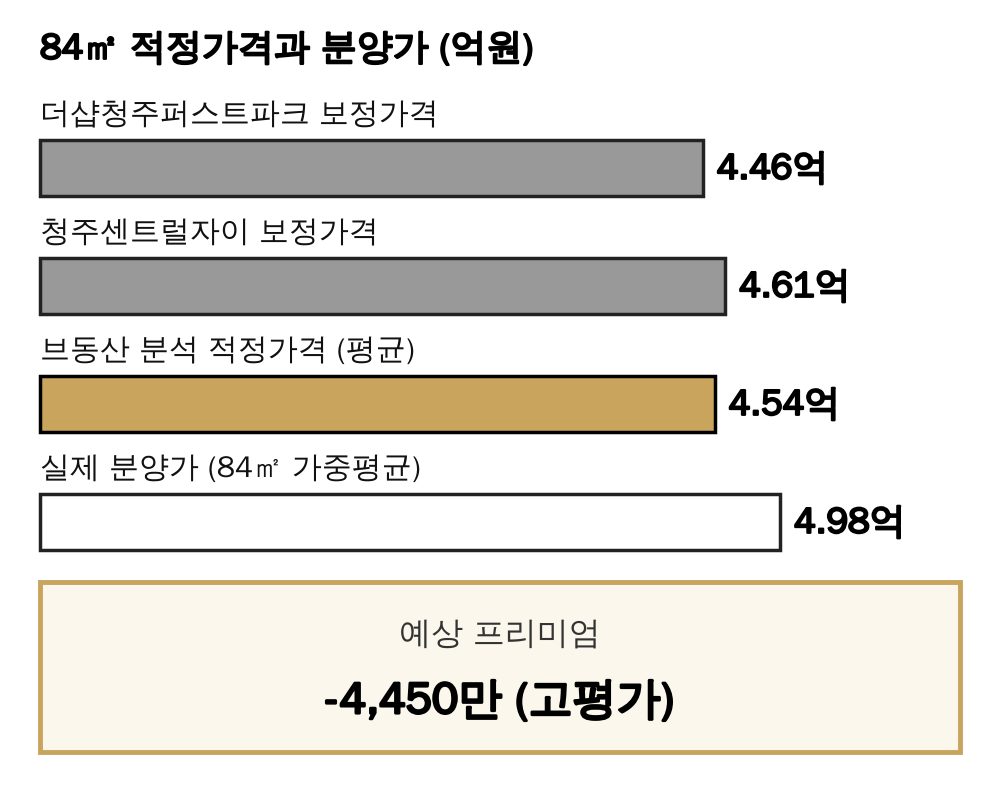 84㎡ 적정가격과 분양가 (억원)
더샵청주퍼스트파크 보정가격
4.46억
청주센트럴자이 보정가격
4.61억
브동산 분석 적정가격 (평균)
4.54억
실제 분양가 (84㎡ 가중평균)
4.98억
예상 프리미엄
-4,450만 (고평가)